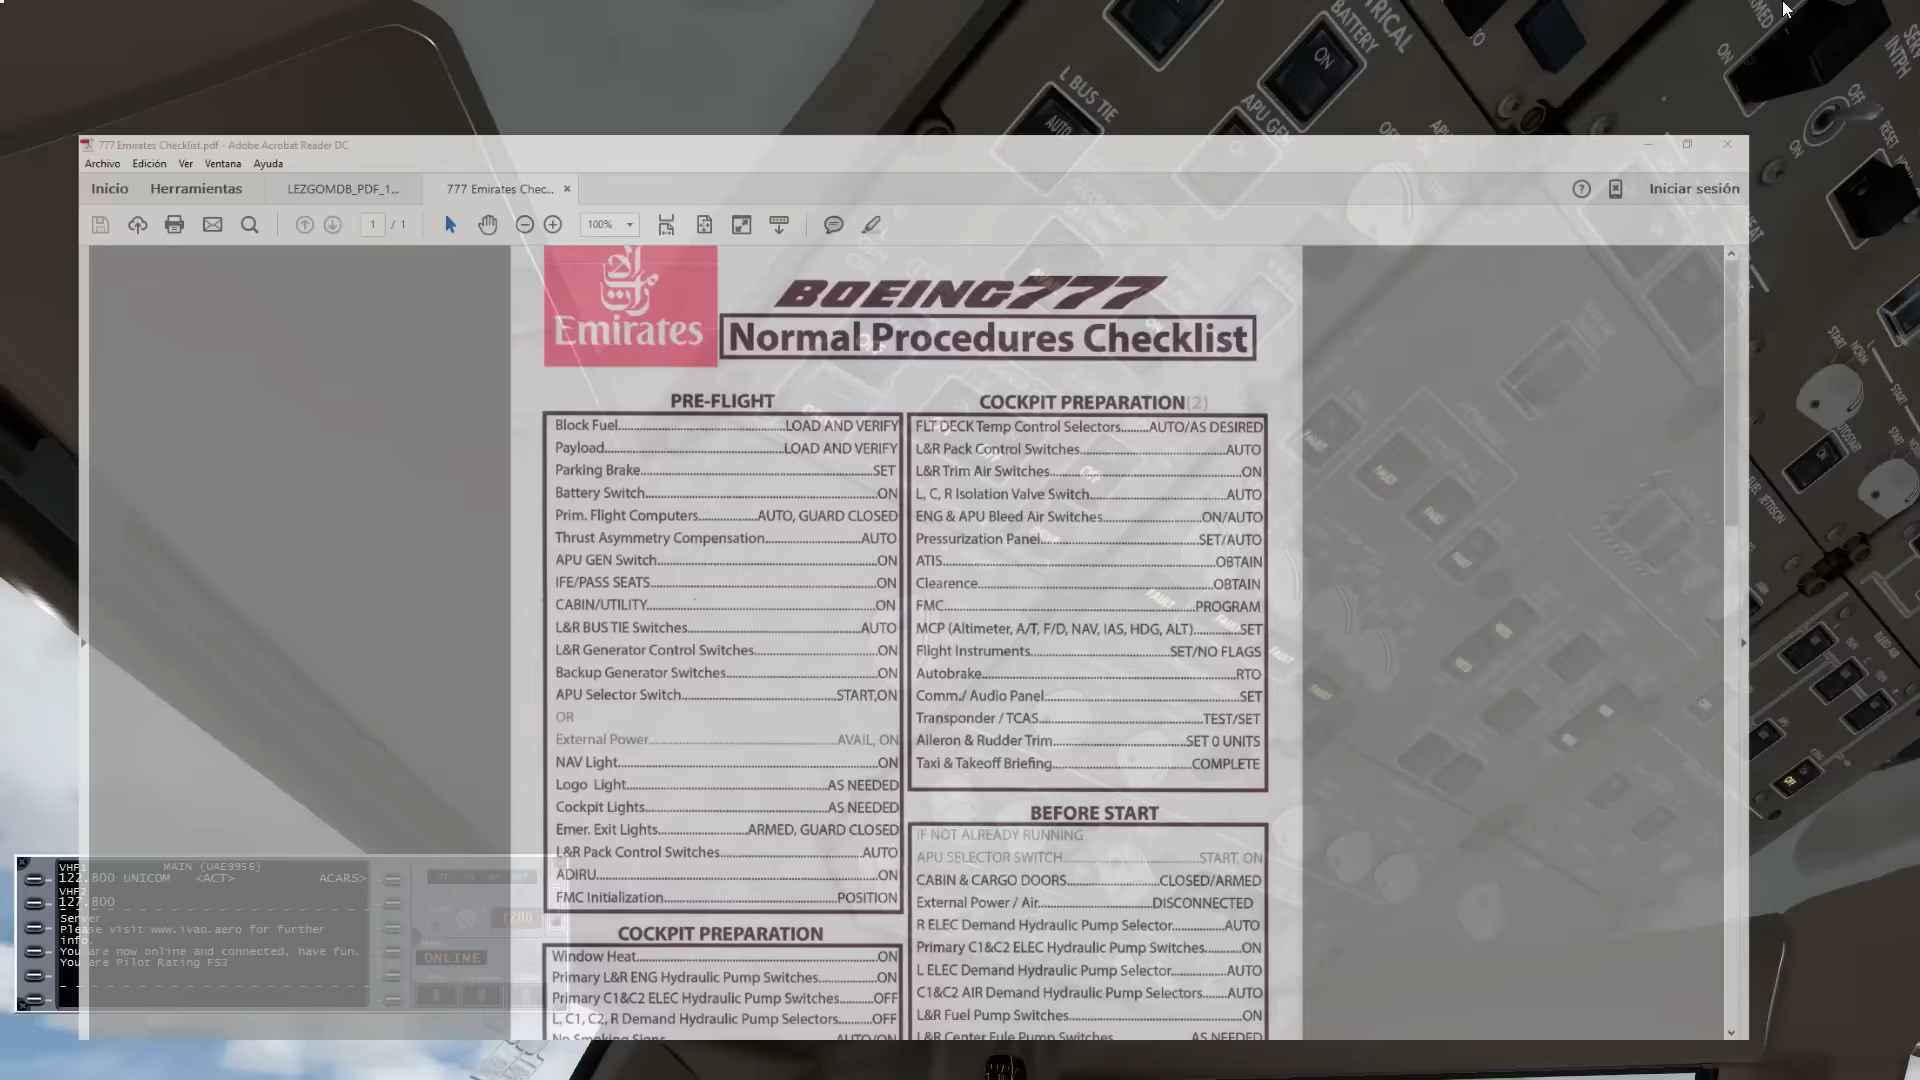 777 Emirates Checklist.pdf - Adobe Acrobat Reader DC
Archivo Edición Ver Ventana Ayuda
Inicio Herramientas LEZGOMDB_PDF_1... 777 Emirates Chec... × Iniciar sesión
1 / 1 100%
Emirates
BOEING777
Normal Procedures Checklist
PRE-FLIGHT
Block Fuel LOAD AND VERIFY
Payload LOAD AND VERIFY
Parking Brake SET
Battery Switch ON
Prim. Flight Computers AUTO, GUARD CLOSED
Thrust Asymmetry Compensation AUTO
APU GEN Switch ON
IFE/PASS SEATS ON
CABIN/UTILITY ON
L&R BUS TIE Switches AUTO
L&R Generator Control Switches ON
Backup Generator Switches ON
APU Selector Switch START,ON
OR
External Power AVAIL, ON
NAV Light ON
Logo Light AS NEEDED
Cockpit Lights AS NEEDED
Emer. Exit Lights ARMED, GUARD CLOSED
L&R Pack Control Switches AUTO
ADIRU ON
FMC Initialization POSITION
COCKPIT PREPARATION
Window Heat ON
Primary L&R ENG Hydraulic Pump Switches ON
Primary C1&C2 ELEC Hydraulic Pump Switches OFF
L, C1, C2, R Demand Hydraulic Pump Selectors OFF
No Smoking Signs AUTO/ON
COCKPIT PREPARATION(2)
FLT DECK Temp Control Selectors AUTO/AS DESIRED
L&R Pack Control Switches AUTO
L&R Trim Air Switches ON
L, C, R Isolation Valve Switch AUTO
ENG & APU Bleed Air Switches ON/AUTO
Pressurization Panel SET/AUTO
ATIS OBTAIN
Clearence OBTAIN
FMC PROGRAM
MCP (Altimeter, A/T, F/D, NAV, IAS, HDG, ALT) SET
Flight Instruments SET/NO FLAGS
Autobrake RTO
Comm./ Audio Panel SET
Transponder / TCAS TEST/SET
Aileron & Rudder Trim SET 0 UNITS
Taxi & Takeoff Briefing COMPLETE
BEFORE START
IF NOT ALREADY RUNNING
APU SELECTOR SWITCH START, ON
CABIN & CARGO DOORS CLOSED/ARMED
External Power / Air DISCONNECTED
R ELEC Demand Hydraulic Pump Selector AUTO
Primary C1&C2 ELEC Hydraulic Pump Switches ON
L ELEC Demand Hydraulic Pump Selector AUTO
C1&C2 AIR Demand Hydraulic Pump Selectors AUTO
L&R Fuel Pump Switches ON
L&R Center Fule Pump Switches AS NEEDED
VHF1 MAIN (UAE9956)
122.800 UNICOM <ACT> ACARS>
VHF2
127.800
Server
Please visit www.ivao.aero for further
info.
You are now online and connected, have fun.
You are Pilot Rating FS3
ONLINE
BATTERY
ON
L BUS TIE
AUTO
APU GEN